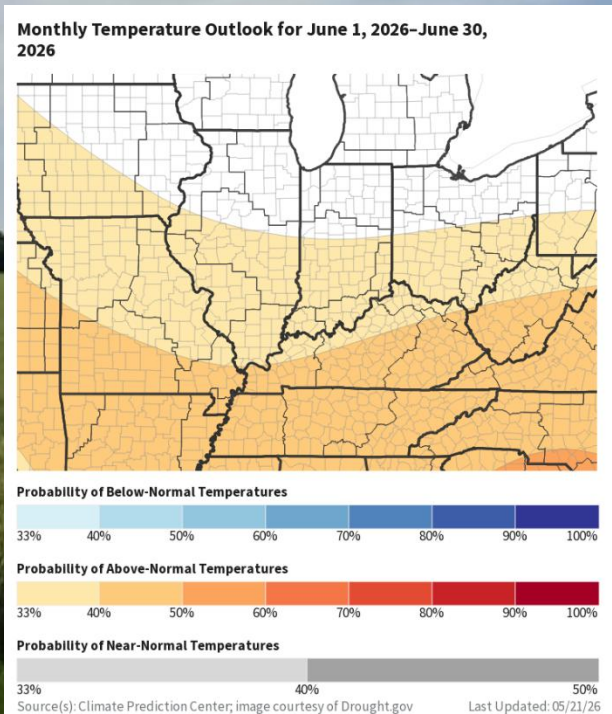 Monthly Temperature Outlook for June 1, 2026–June 30,
2026
Probability of Below-Normal Temperatures
33% 40% 50% 60% 70% 80% 90% 100%
Probability of Above-Normal Temperatures
33% 40% 50% 60% 70% 80% 90% 100%
Probability of Near-Normal Temperatures
33% 40% 50%
Source(s): Climate Prediction Center; image courtesy of Drought.gov Last Updated: 05/21/26